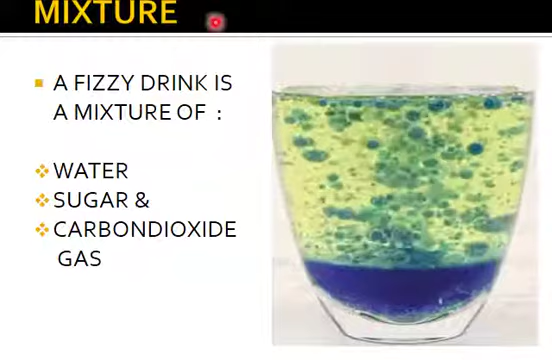 MIXTURE
A FIZZY DRINK IS
A MIXTURE OF :
WATER
SUGAR &
CARBONDIOXIDE
GAS